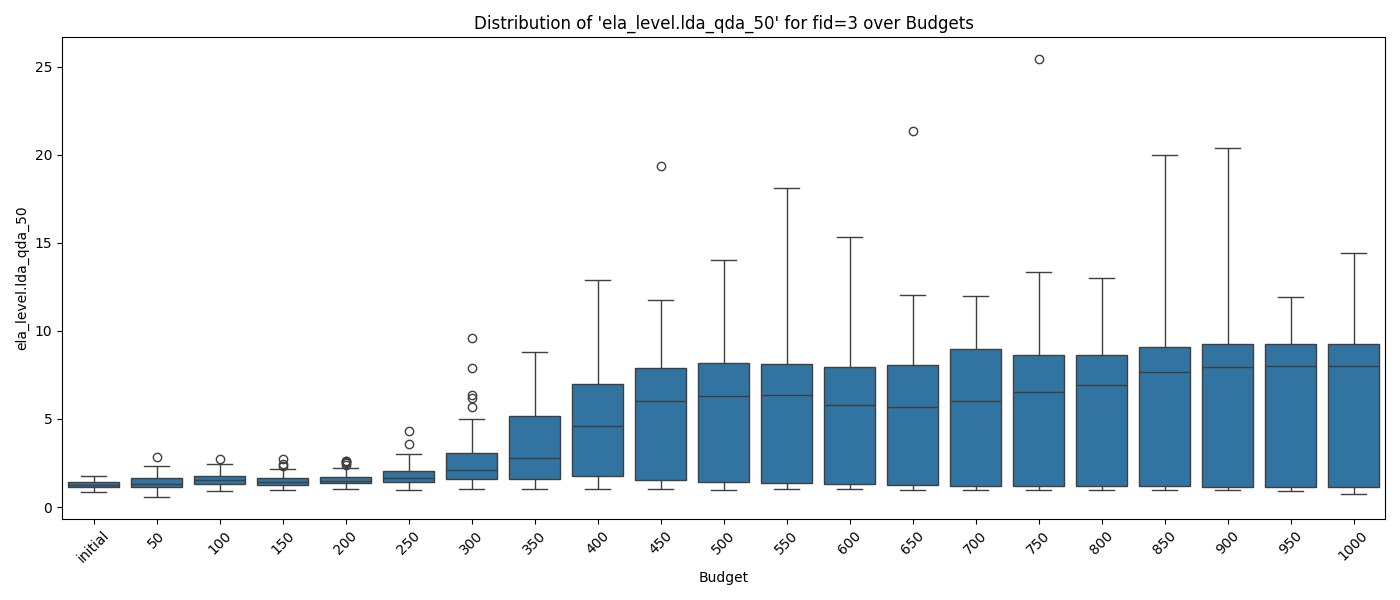 Distribution of 'ela_level.lda_qda_50' for fid=3 over Budgets
ela_level.lda_qda_50
25
20
15
10
5
0
initial 50 100 150 200 250 300 350 400 450 500 550 600 650 700 750 800 850 900 950 1000
Budget